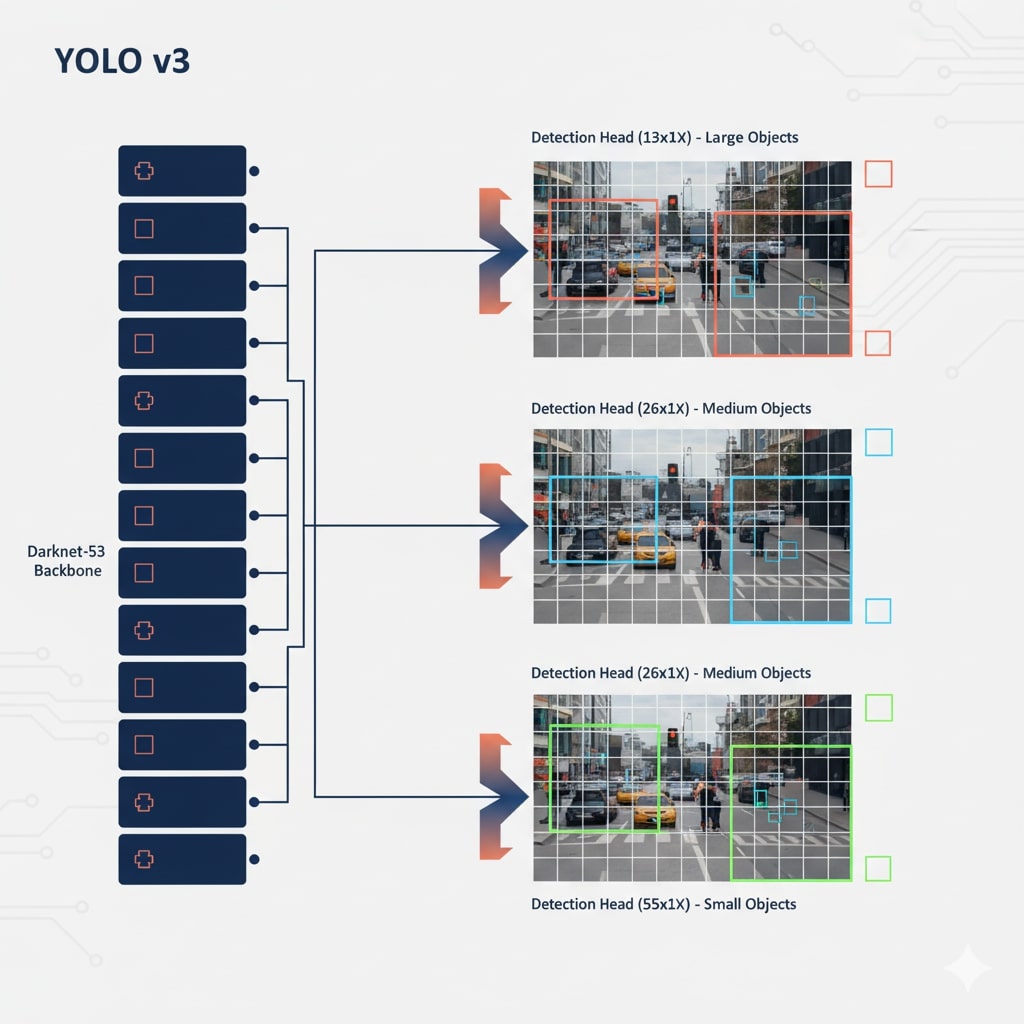 YOLO v3
Detection Head (13x1X) - Large Objects
Detection Head (26x1X) - Medium Objects
Darknet-53
Backbone
Detection Head (26x1X) - Medium Objects
Detection Head (55x1X) - Small Objects